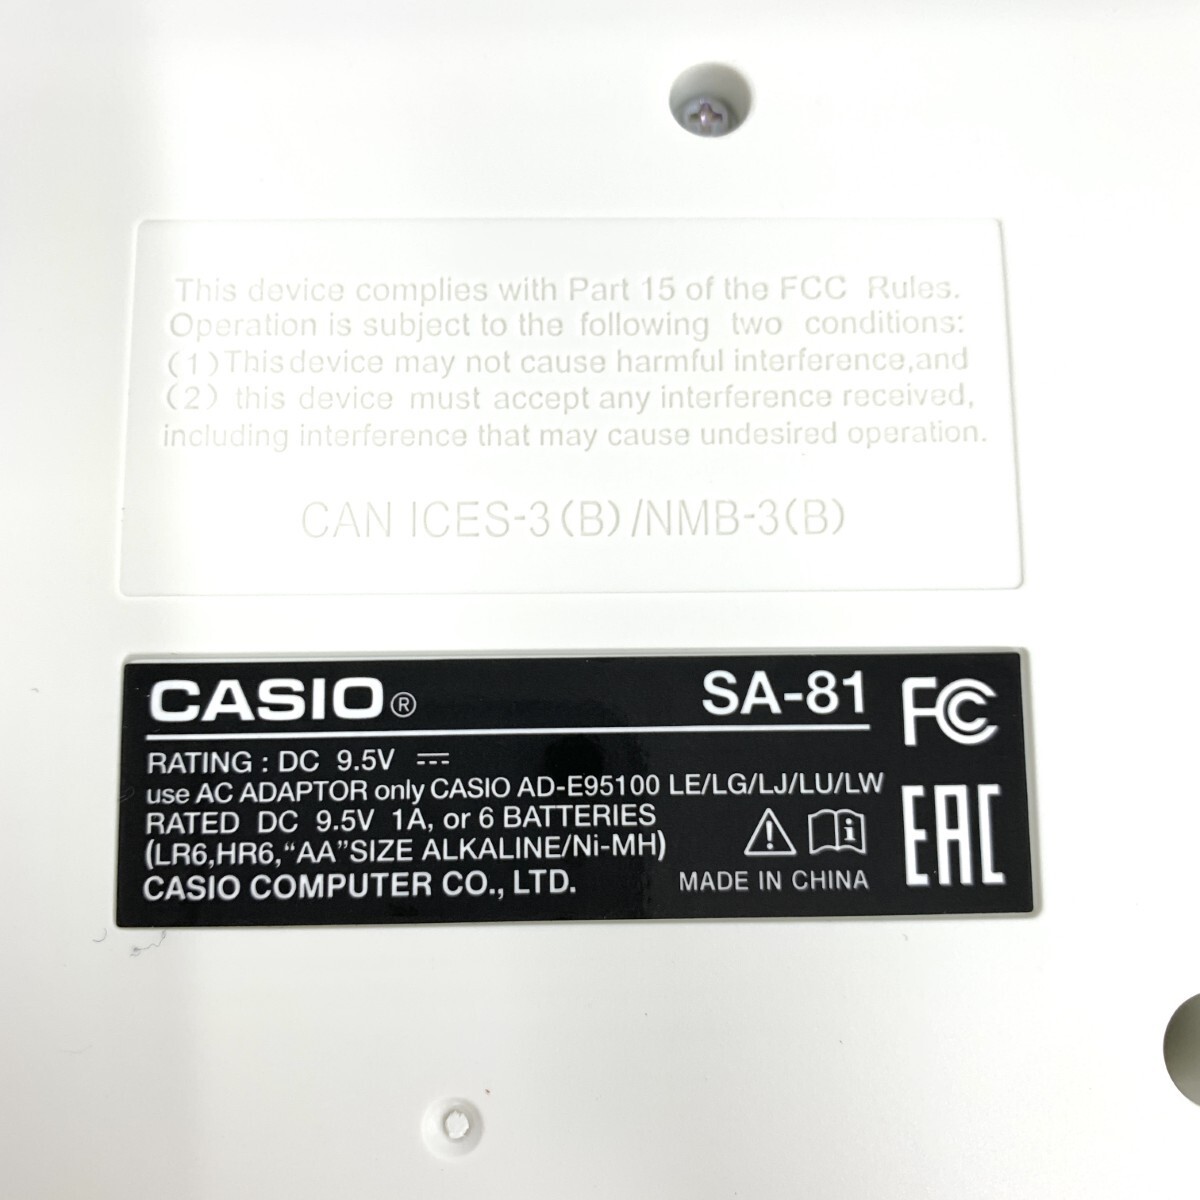 This device complies with Part 15 of the FCC Rules.
Operation is subject to the following two conditions:
(1) This device may not cause harmful interference,and
(2) this device must accept any interference received,
including interference that may cause undesired operation.
CAN ICES-3 (B) /NMB-3(B)
CASIO® SA-81 FC
RATING : DC 9.5V ⎓
use AC ADAPTOR only CASIO AD-E95100 LE/LG/LJ/LU/LW
RATED DC 9.5V 1A, or 6 BATTERIES
(LR6,HR6,“AA”SIZE ALKALINE/Ni-MH)
CASIO COMPUTER CO., LTD. MADE IN CHINA
EAC